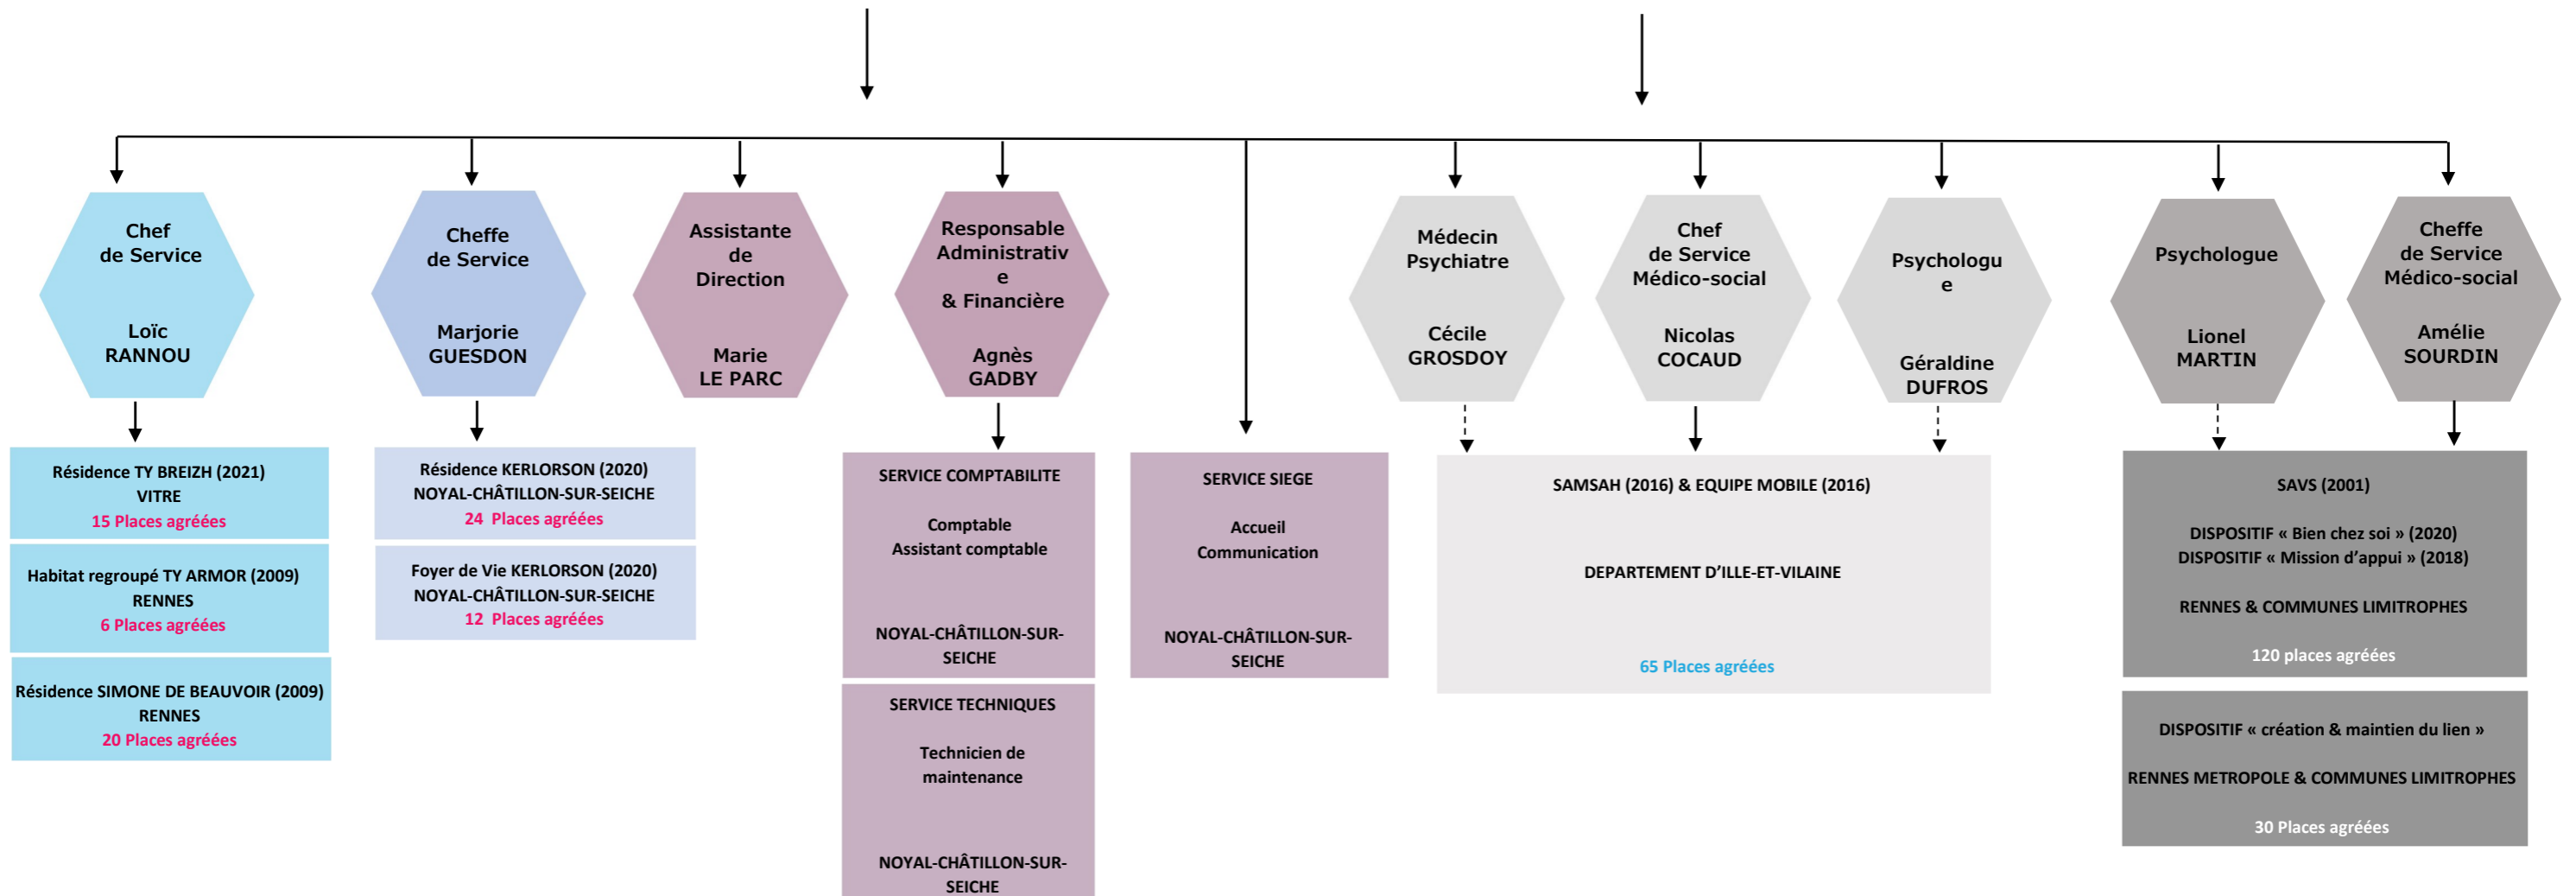 Chef
de Service
Loïc
RANNOU
Cheffe
de Service
Marjorie
GUESDON
Assistante
de
Direction
Marie
LE PARC
Responsable
Administrativ
e
& Financière
Agnès
GADBY
Médecin
Psychiatre
Cécile
GROSDOY
Chef
de Service
Médico-social
Nicolas
COCAUD
Psychologu
e
Géraldine
DUFROS
Psychologue
Lionel
MARTIN
Cheffe
de Service
Médico-social
Amélie
SOURDIN
Résidence TY BREIZH (2021)
VITRE
15 Places agréées
Habitat regroupé TY ARMOR (2009)
RENNES
6 Places agréées
Résidence SIMONE DE BEAUVOIR (2009)
RENNES
20 Places agréées
Résidence KERLORSON (2020)
NOYAL-CHÂTILLON-SUR-SEICHE
24 Places agréées
Foyer de Vie KERLORSON (2020)
NOYAL-CHÂTILLON-SUR-SEICHE
12 Places agréées
SERVICE COMPTABILITE
Comptable
Assistant comptable
NOYAL-CHÂTILLON-SUR-
SEICHE
SERVICE TECHNIQUES
Technicien de
maintenance
NOYAL-CHÂTILLON-SUR-
SEICHE
SERVICE SIEGE
Accueil
Communication
NOYAL-CHÂTILLON-SUR-
SEICHE
SAMSAH (2016) & EQUIPE MOBILE (2016)
DEPARTEMENT D’ILLE-ET-VILAINE
65 Places agréées
SAVS (2001)
DISPOSITIF « Bien chez soi » (2020)
DISPOSITIF « Mission d’appui » (2018)
RENNES & COMMUNES LIMITROPHES
120 places agréées
DISPOSITIF « création & maintien du lien »
RENNES METROPOLE & COMMUNES LIMITROPHES
30 Places agréées